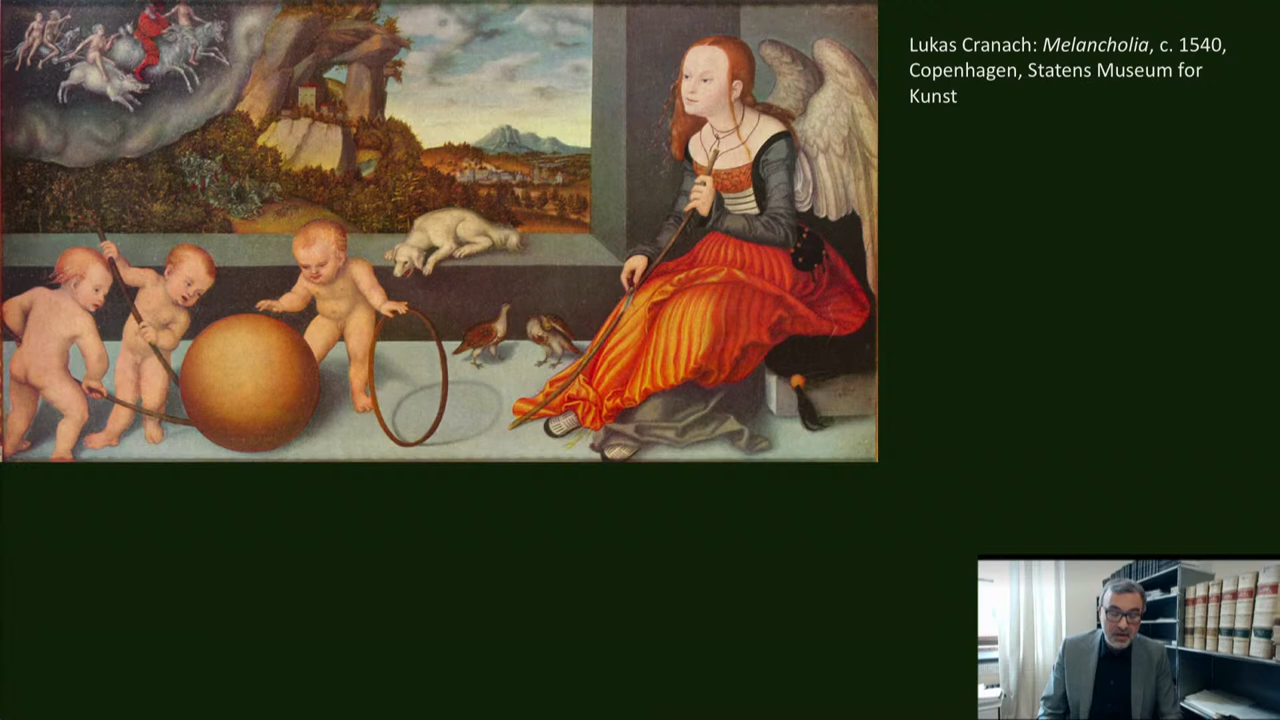 Lukas Cranach: Melancholia, c. 1540,
Copenhagen, Statens Museum for
Kunst